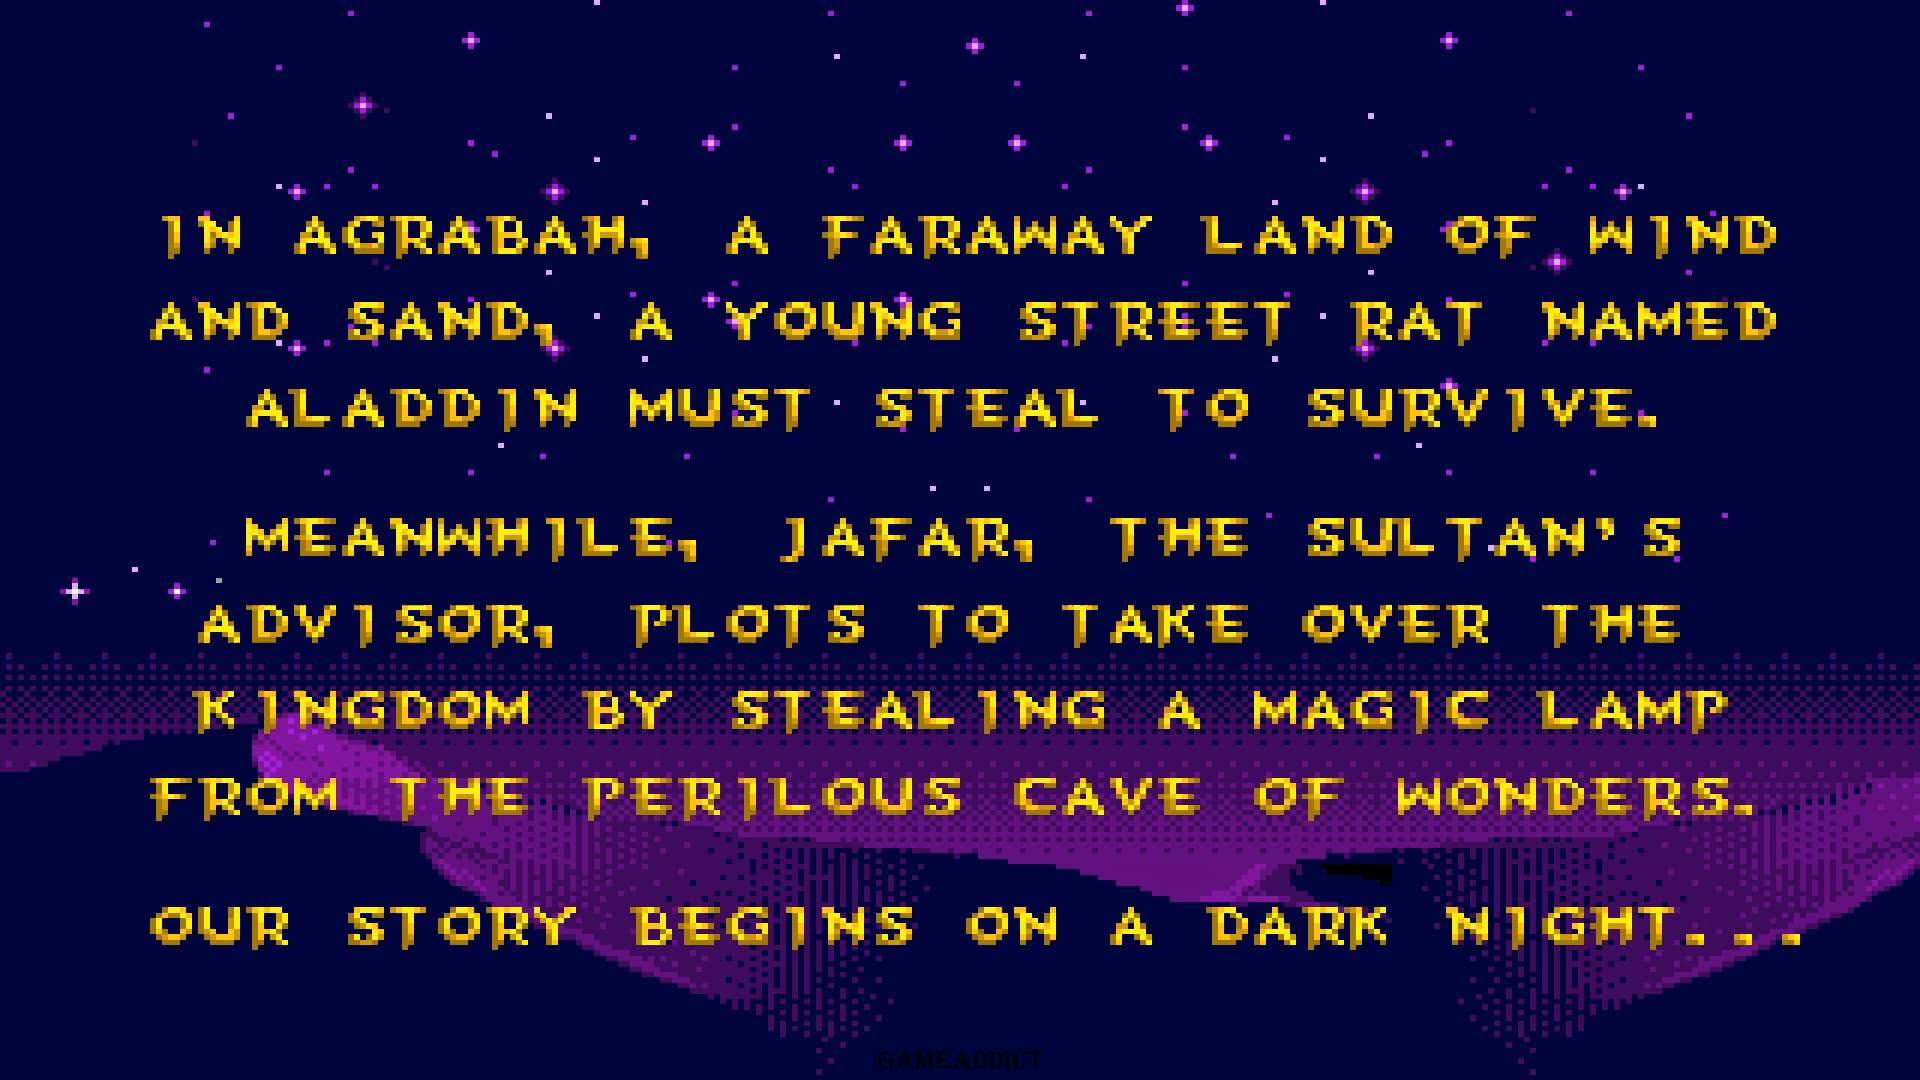 IN AGRABAH, A FARAWAY LAND OF WIND
AND SAND, A YOUNG STREET RAT NAMED
ALADDIN MUST STEAL TO SURVIVE.
MEANWHILE, JAFAR, THE SULTAN'S
ADVISOR, PLOTS TO TAKE OVER THE
KINGDOM BY STEALING A MAGIC LAMP
FROM THE PERILOUS CAVE OF WONDERS.
OUR STORY BEGINS ON A DARK NIGHT...
GAMEADDICT